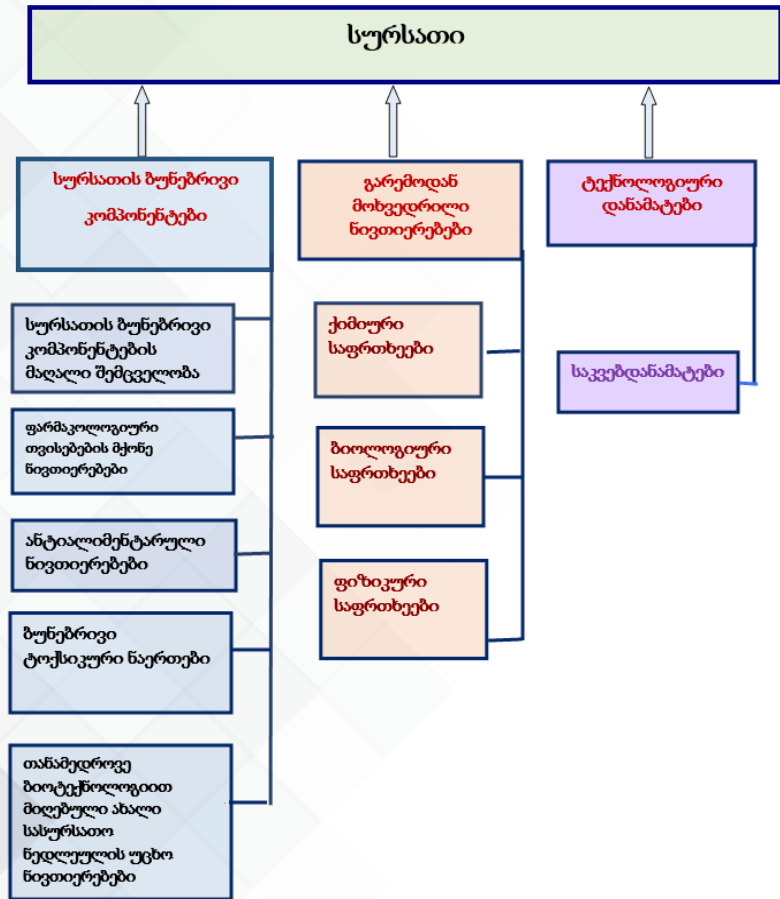 სურსათი
სურსათის ბუნებრივი
კომპონენტები
გარემოდან
მოხვედრილი
ნივთიერებები
ტექნოლოგიური
დანამატები
სურსათის ბუნებრივი
კომპონენტების
მაღალი შემცველობა
ფარმაკოლოგიური
თვისებების მქონე
ნივთიერებები
ანტიალიმენტარული
ნივთიერებები
ბუნებრივი
ტოქსიკური ნაერთები
თანამედროვე
ბიოტექნოლოგიით
მიღებული ახალი
სასურსათო
ნედლეულის უცხო
ნივთიერებები
ქიმიური
საფრთხეები
ბიოლოგიური
საფრთხეები
ფიზიკური
საფრთხეები
საკვებდანამატები